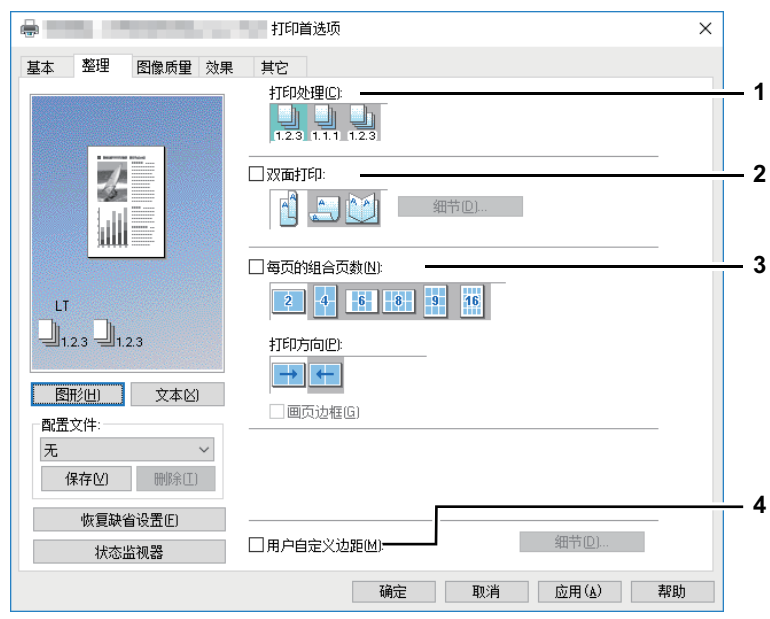 打印首选项
基本 整理 图像质量 效果 其它
打印处理(C):
1
1.2.3 1.1.1 1.2.3
双面打印:
2
细节(D)...
每页的组合页数(N):
3
2 4 6 8 9 16
LT
1.2.3 1.2.3
打印方向(P):
图形(H) 文本(X)
画页边框(G)
配置文件:
无
保存(V) 删除(T)
恢复缺省设置(F)
4
用户自定义边距(M):
细节(D)...
状态监视器
确定 取消 应用(A) 帮助